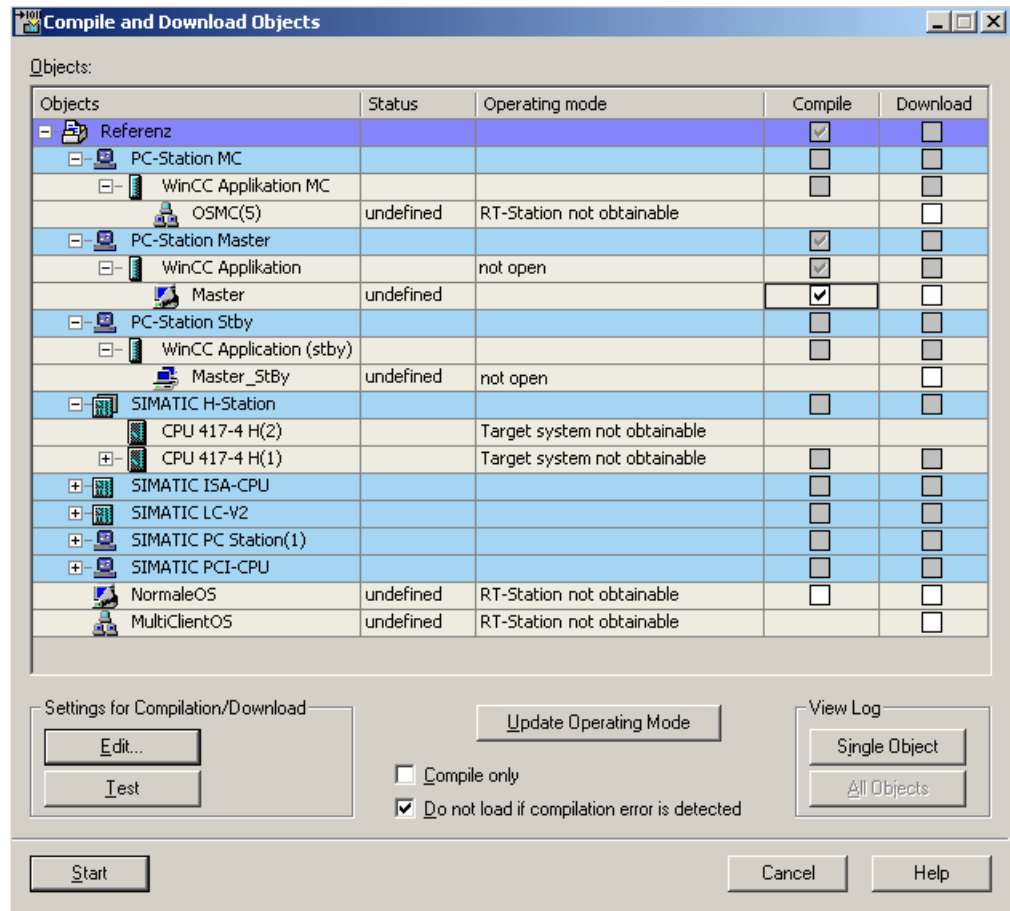 Compile and Download Objects
Objects:
Objects Status Operating mode Compile Download
Referenz
PC-Station MC
WinCC Applikation MC
OSMC(5) undefined RT-Station not obtainable
PC-Station Master
WinCC Applikation not open
Master undefined
PC-Station Stby
WinCC Application (stby)
Master_StBy undefined not open
SIMATIC H-Station
CPU 417-4 H(2) Target system not obtainable
CPU 417-4 H(1) Target system not obtainable
SIMATIC ISA-CPU
SIMATIC LC-V2
SIMATIC PC Station(1)
SIMATIC PCI-CPU
NormaleOS undefined RT-Station not obtainable
MultiClientOS undefined RT-Station not obtainable
Settings for Compilation/Download
Edit...
Test
Update Operating Mode
Compile only
Do not load if compilation error is detected
View Log
Single Object
All Objects
Start
Cancel
Help